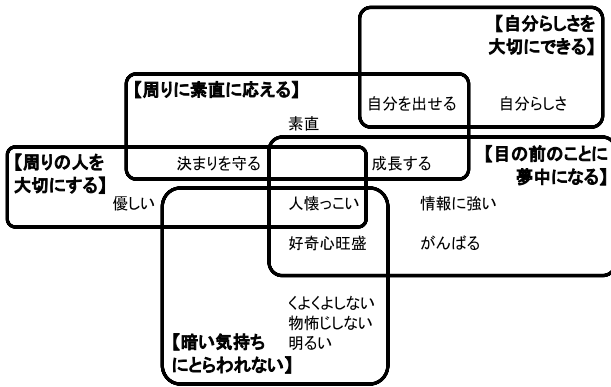 【自分らしさを
大切にできる】
【周りに素直に応える】
自分を出せる
自分らしさ
素直
【周りの人を
大切にする】
決まりを守る
成長する
【目の前のことに
夢中になる】
優しい
人懐っこい
情報に強い
好奇心旺盛
がんばる
くよくよしない
物怖じしない
明るい
【暗い気持ち
にとらわれない】